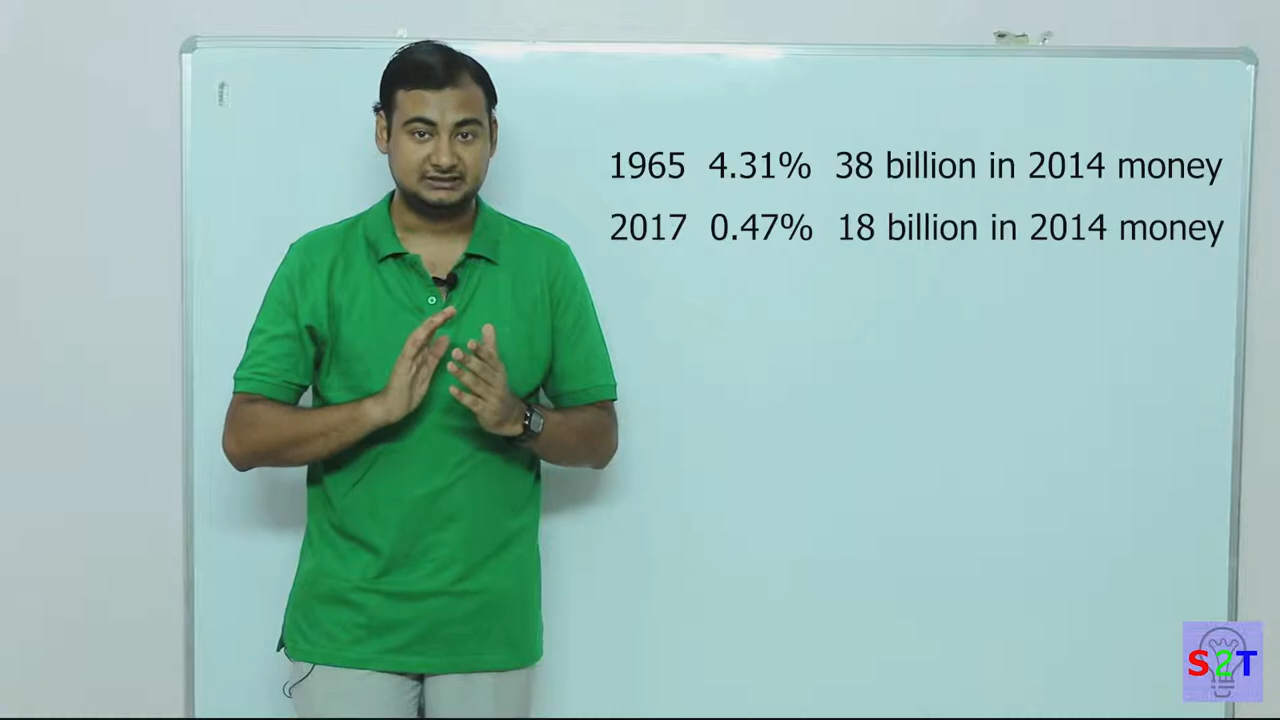 1965 4.31% 38 billion in 2014 money
2017 0.47% 18 billion in 2014 money
S2T